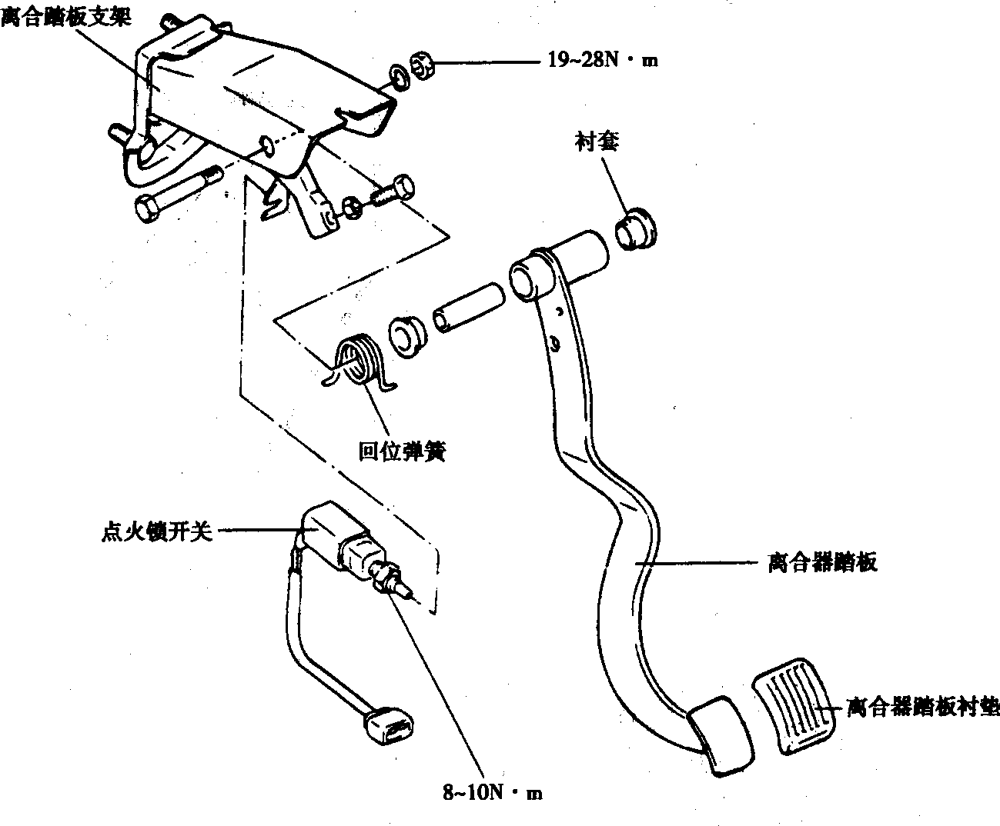 离合踏板支架
19~28N·m
衬套
回位弹簧
点火锁开关
离合器踏板
离合器踏板衬垫
8~10N·m